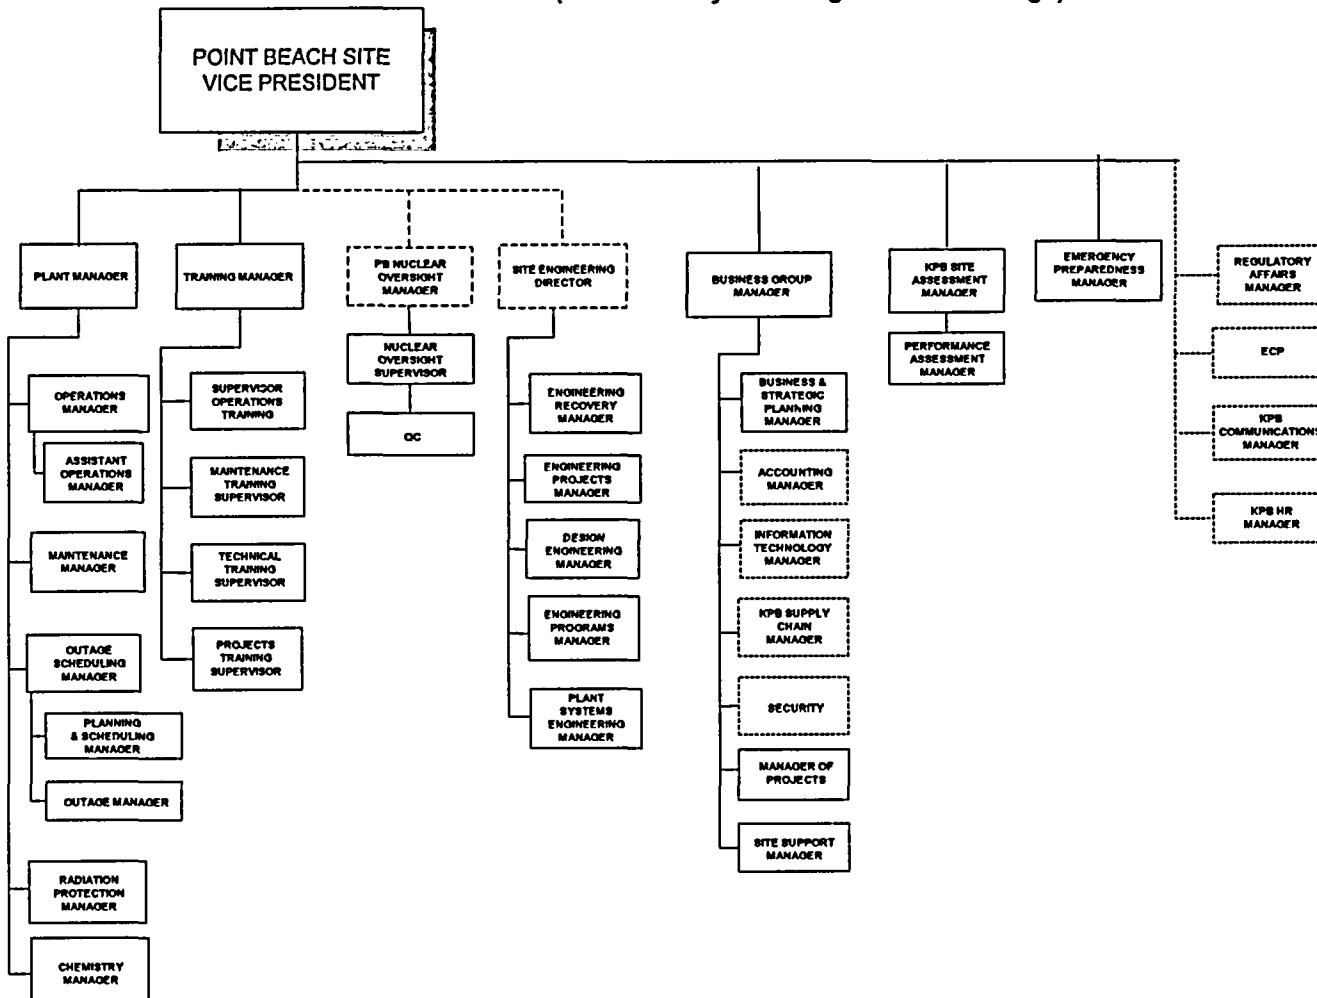 POINT BEACH SITE
VICE PRESIDENT
PLANT MANAGER
TRAINING MANAGER
PB NUCLEAR
OVERSIGHT
MANAGER
SITE ENGINEERING
DIRECTOR
BUSINESS GROUP
MANAGER
KPB SITE
ASSESSMENT
MANAGER
EMERGENCY
PREPAREDNESS
MANAGER
REGULATORY
AFFAIRS
MANAGER
NUCLEAR
OVERSIGHT
SUPERVISOR
QC
PERFORMANCE
ASSESSMENT
MANAGER
ECP
KPB
COMMUNICATIONS
MANAGER
KPB HR
MANAGER
OPERATIONS
MANAGER
ASSISTANT
OPERATIONS
MANAGER
MAINTENANCE
MANAGER
OUTAGE
SCHEDULING
MANAGER
PLANNING
& SCHEDULING
MANAGER
OUTAGE MANAGER
RADIATION
PROTECTION
MANAGER
CHEMISTRY
MANAGER
SUPERVISOR
OPERATIONS
TRAINING
MAINTENANCE
TRAINING
SUPERVISOR
TECHNICAL
TRAINING
SUPERVISOR
PROJECTS
TRAINING
SUPERVISOR
ENGINEERING
RECOVERY
MANAGER
ENGINEERING
PROJECTS
MANAGER
DESIGN
ENGINEERING
MANAGER
ENGINEERING
PROGRAMS
MANAGER
PLANT
SYSTEMS
ENGINEERING
MANAGER
BUSINESS &
STRATEGIC
PLANNING
MANAGER
ACCOUNTING
MANAGER
INFORMATION
TECHNOLOGY
MANAGER
KPB SUPPLY
CHAIN
MANAGER
SECURITY
MANAGER OF
PROJECTS
SITE SUPPORT
MANAGER